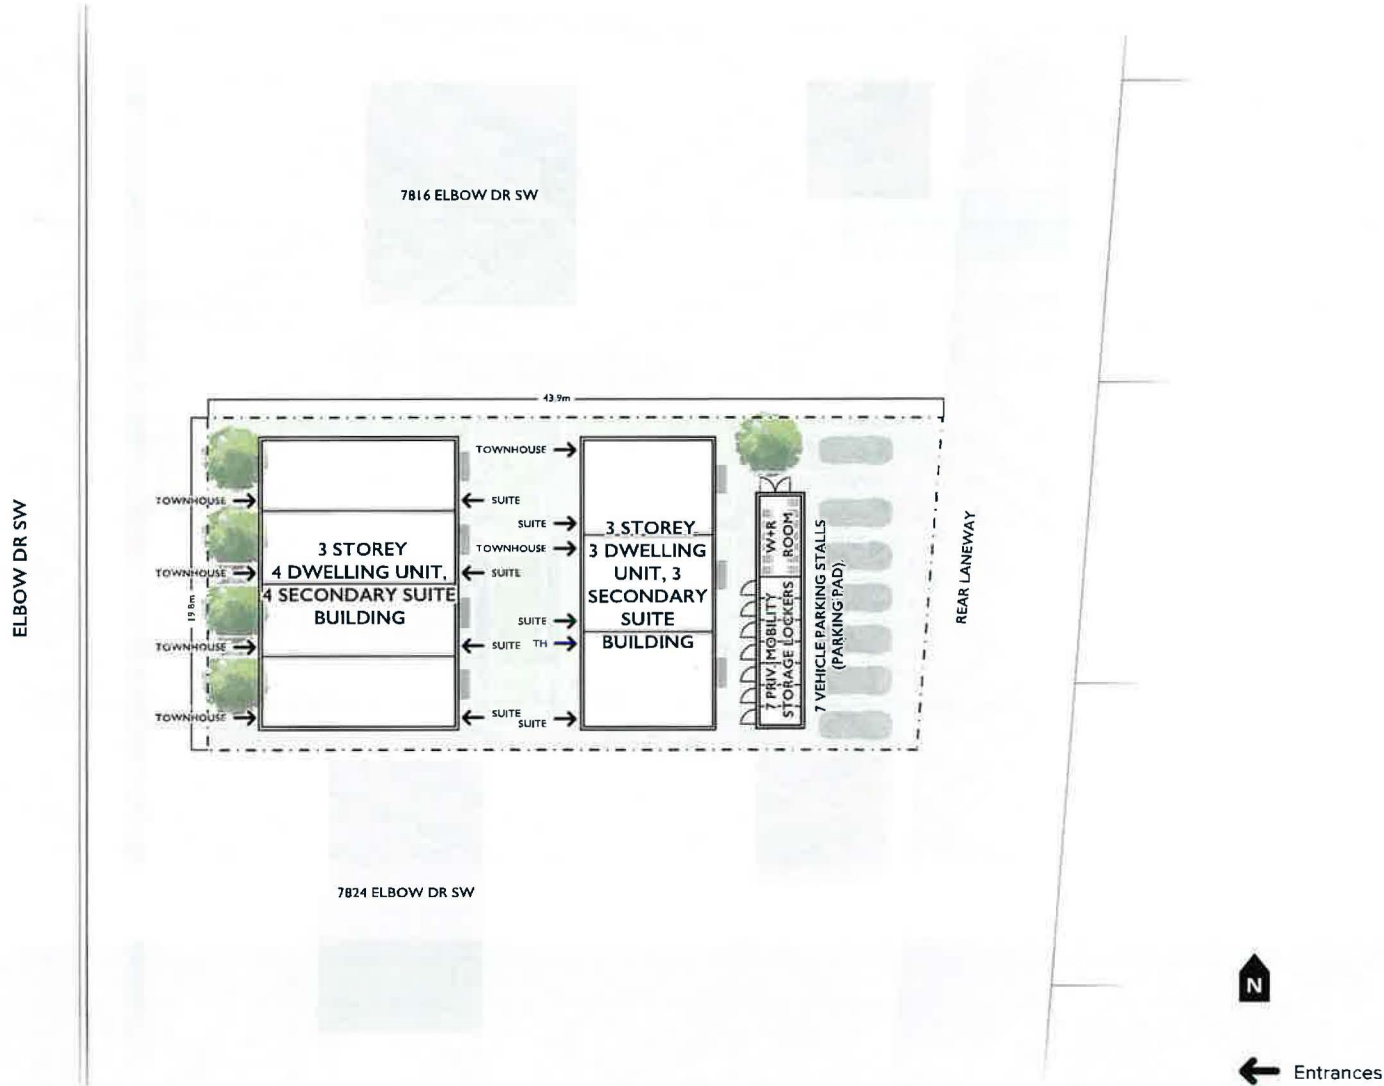 7816 ELBOW DR SW
43.9m
19.8m
ELBOW DR SW
TOWNHOUSE
TOWNHOUSE
TOWNHOUSE
TOWNHOUSE
3 STOREY
4 DWELLING UNIT,
4 SECONDARY SUITE
BUILDING
TOWNHOUSE
SUITE
SUITE
TOWNHOUSE
SUITE
SUITE
SUITE
TH
SUITE
SUITE
3 STOREY
3 DWELLING
UNIT, 3
SECONDARY
SUITE
BUILDING
W+R
ROOM
7 PRIV. MOBILITY
STORAGE LOCKERS
7 VEHICLE PARKING STALLS
(PARKING PAD)
REAR LANEWAY
7824 ELBOW DR SW
N
Entrances